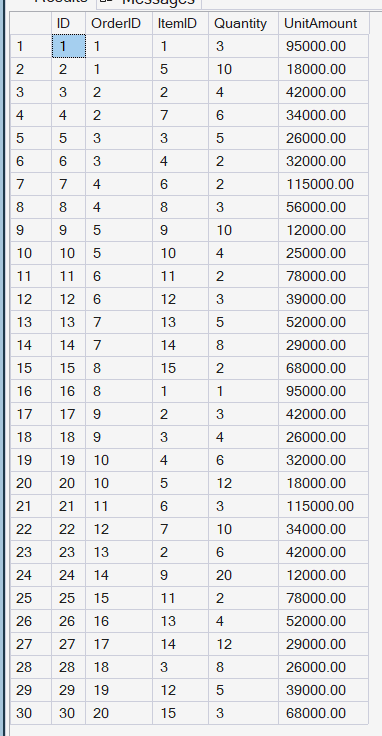 Results Messages
ID OrderID ItemID Quantity UnitAmount
1 1 1 1 3 95000.00
2 2 1 5 10 18000.00
3 3 2 2 4 42000.00
4 4 2 7 6 34000.00
5 5 3 3 5 26000.00
6 6 3 4 2 32000.00
7 7 4 6 2 115000.00
8 8 4 8 3 56000.00
9 9 5 9 10 12000.00
10 10 5 10 4 25000.00
11 11 6 11 2 78000.00
12 12 6 12 3 39000.00
13 13 7 13 5 52000.00
14 14 7 14 8 29000.00
15 15 8 15 2 68000.00
16 16 8 1 1 95000.00
17 17 9 2 3 42000.00
18 18 9 3 4 26000.00
19 19 10 4 6 32000.00
20 20 10 5 12 18000.00
21 21 11 6 3 115000.00
22 22 12 7 10 34000.00
23 23 13 2 6 42000.00
24 24 14 9 20 12000.00
25 25 15 11 2 78000.00
26 26 16 13 4 52000.00
27 27 17 14 12 29000.00
28 28 18 3 8 26000.00
29 29 19 12 5 39000.00
30 30 20 15 3 68000.00